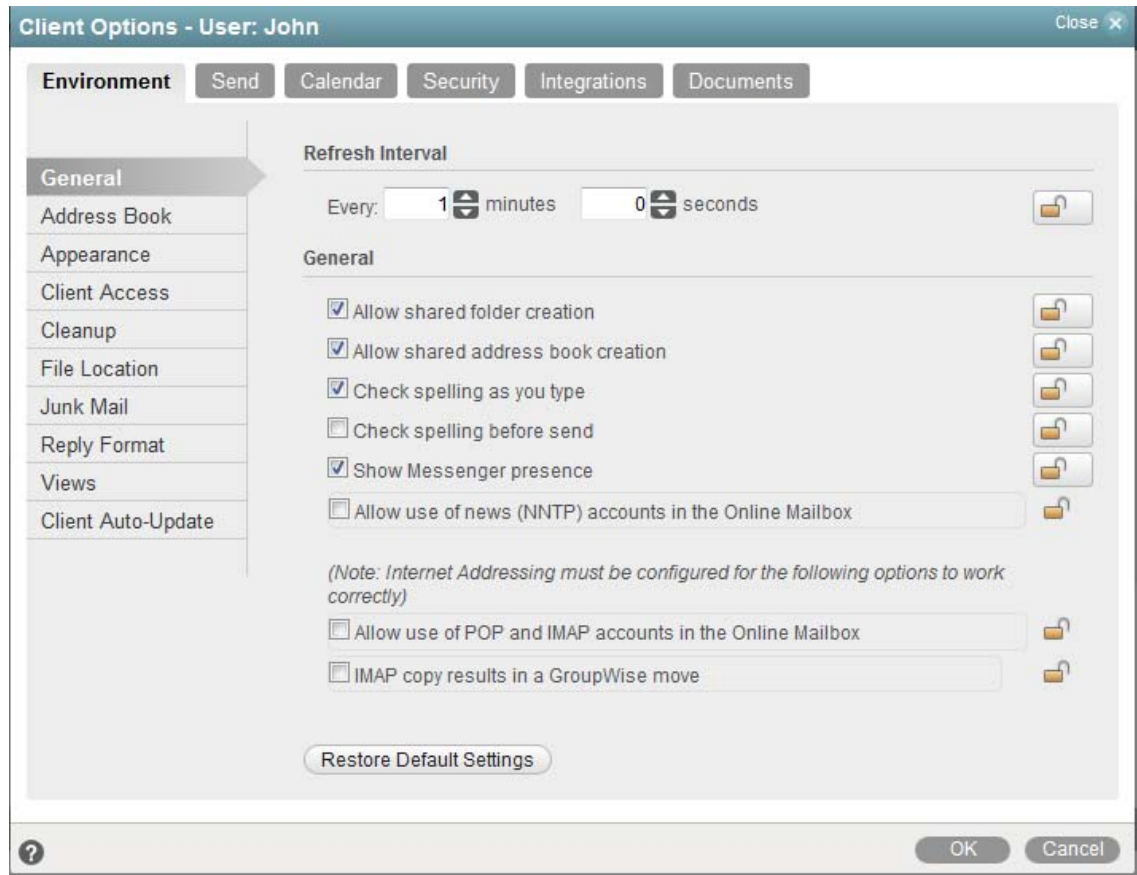 Client Options - User: John
Close
Environment Send Calendar Security Integrations Documents
General
Address Book
Appearance
Client Access
Cleanup
File Location
Junk Mail
Reply Format
Views
Client Auto-Update
Refresh Interval
Every: 1 minutes 0 seconds
General
Allow shared folder creation
Allow shared address book creation
Check spelling as you type
Check spelling before send
Show Messenger presence
Allow use of news (NNTP) accounts in the Online Mailbox
(Note: Internet Addressing must be configured for the following options to work
correctly)
Allow use of POP and IMAP accounts in the Online Mailbox
IMAP copy results in a GroupWise move
Restore Default Settings
?
OK Cancel